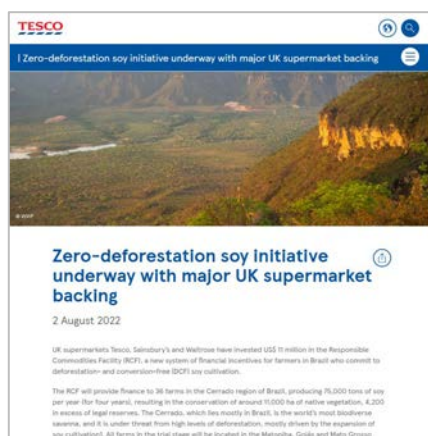 TESCO
| Zero-deforestation soy initiative underway with major UK supermarket backing
Zero-deforestation soy initiative
underway with major UK supermarket
backing
2 August 2022
UK supermarkets Tesco, Sainsbury's and Waitrose have invested US$ 11 million in the Responsible
Commodities Facility (RCF), a new system of financial incentives for farmers in Brazil who commit to
deforestation- and conversion-free (DCF) soy cultivation.
The RCF will provide finance to 36 farms in the Cerrado region of Brazil, producing 75,000 tons of soy
per year (for four years), resulting in the conservation of around 11,000 ha of native vegetation, 4,200
in excess of legal reserves. The Cerrado, which lies mostly in Brazil, is the world's most biodiverse
savanna, and it is under threat from high levels of deforestation, mostly driven by the expansion of
soy cultivation). All farms in the trial stage will be located in the Matopiba, Goiás and Mato Grosso